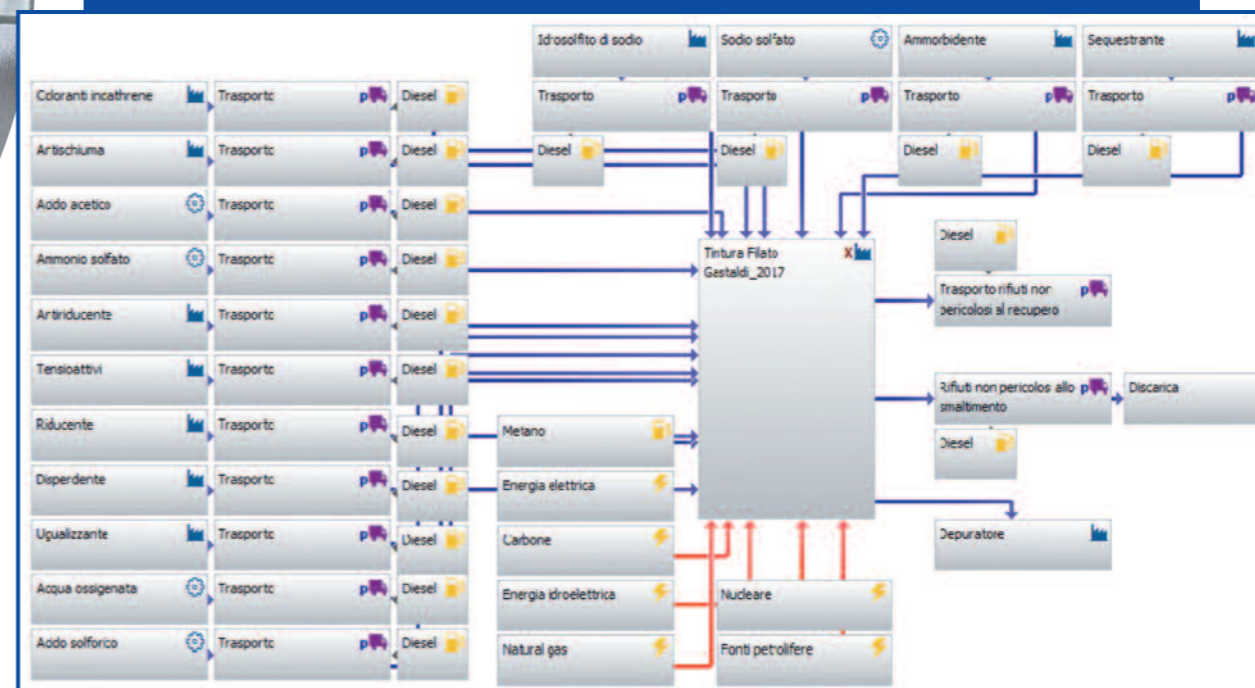 Idrosolfito di sodio
Sodio solfato
Ammorbidente
Sequestrante
Trasporto
Trasporto
Trasporto
Trasporto
Diesel
Diesel
Diesel
Diesel
Coloranti incathrene
Trasporto
Diesel
Artischiuma
Trasporto
Diesel
Acido acetico
Trasporto
Diesel
Ammonio solfato
Trasporto
Diesel
Artiriducente
Trasporto
Diesel
Tensioattivi
Trasporto
Diesel
Riducente
Trasporto
Diesel
Disperdente
Trasporto
Diesel
Ugualizzante
Trasporto
Diesel
Acqua ossigenata
Trasporto
Diesel
Acido solforico
Trasporto
Diesel
Metano
Energia elettrica
Carbone
Energia idroelettrica
Natural gas
Nucleare
Fonti petrolifere
Tintura Filato
Gastaldi_2017
X
Diesel
Trasporto rifiuti non
pericolosi al recupero
Rifiuti non pericolosi allo
smaltimento
Discarica
Diesel
Depuratore